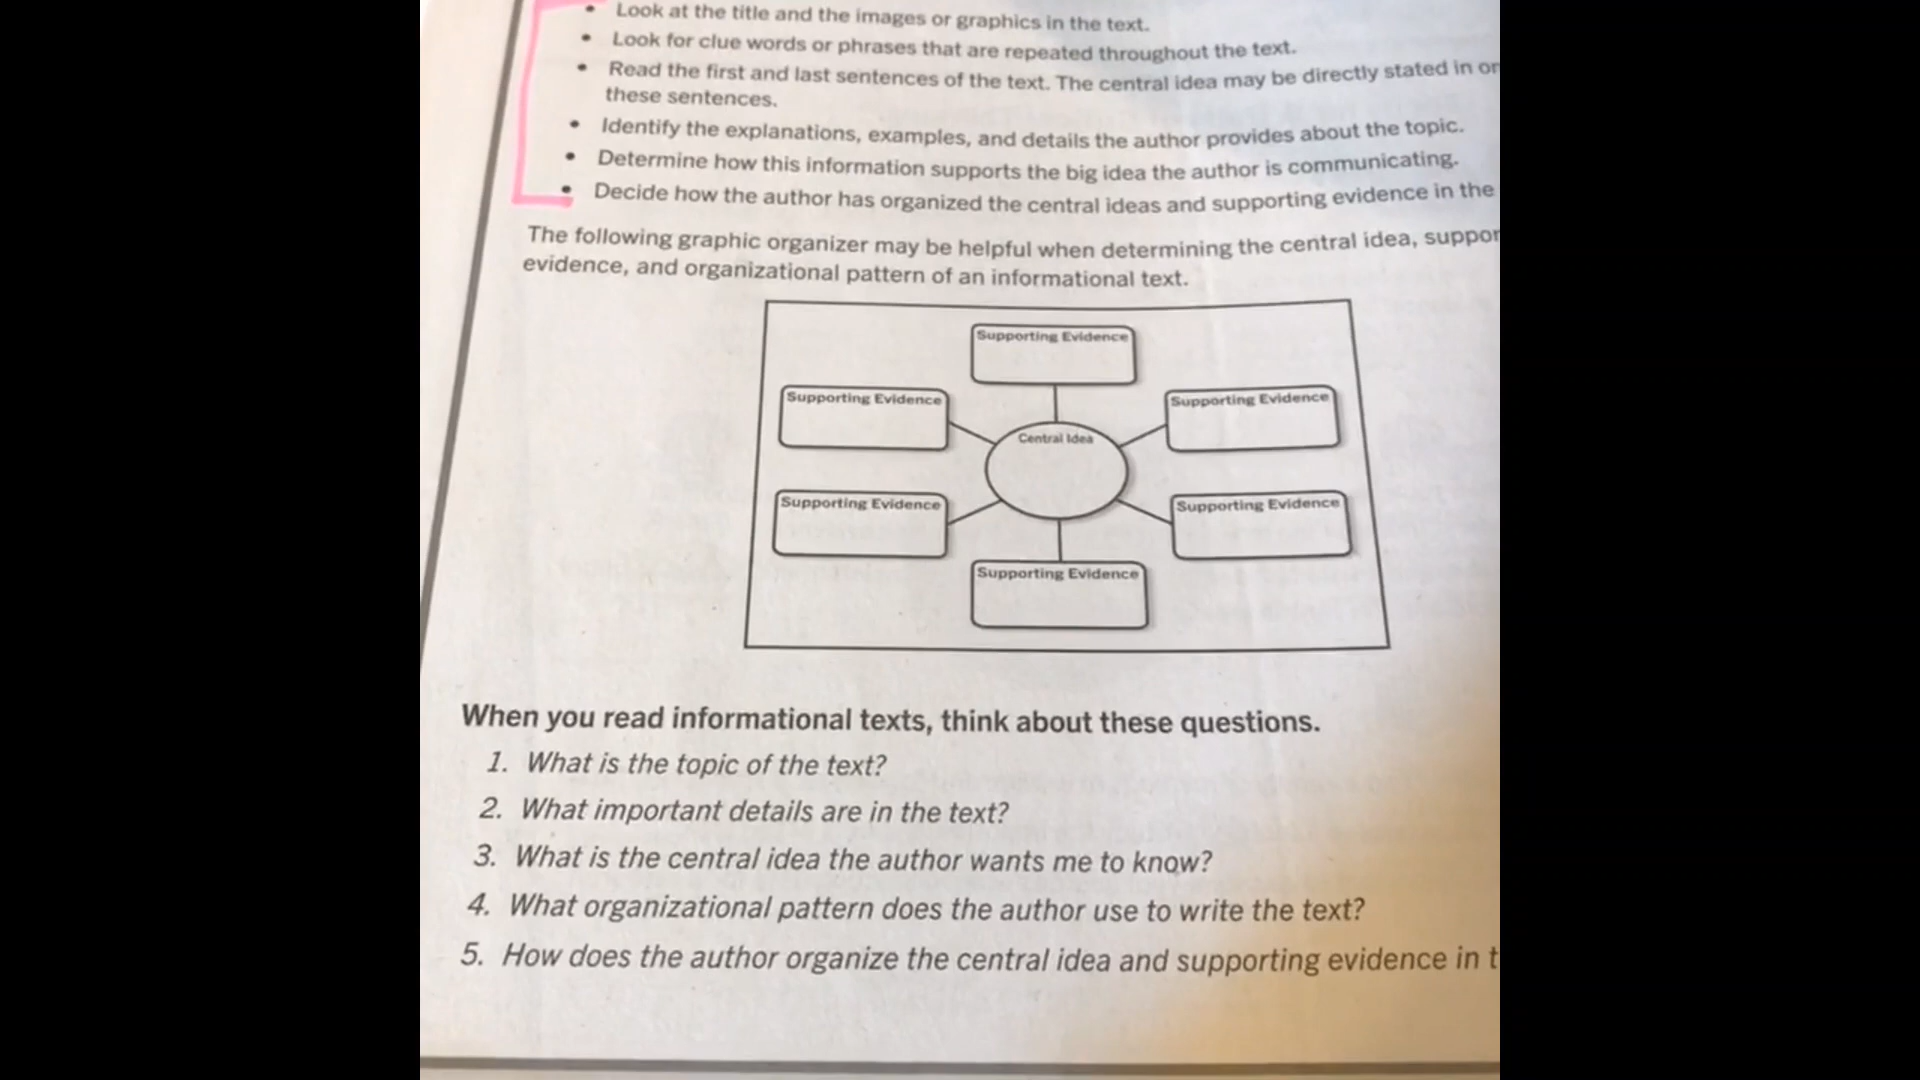 Look at the title and the images or graphics in the text.
Look for clue words or phrases that are repeated throughout the text.
Read the first and last sentences of the text. The central idea may be directly stated in
these sentences.
Identify the explanations, examples, and details the author provides about the topic.
Determine how this information supports the big idea the author is communicating.
Decide how the author has organized the central ideas and supporting evidence in the
The following graphic organizer may be helpful when determining the central idea,
evidence, and organizational pattern of an informational text.
Supporting Evidence
Supporting Evidence
Supporting Evidence
Central Idea
Supporting Evidence
Supporting Evidence
Supporting Evidence
When you read informational texts, think about these questions.
1. What is the topic of the text?
2. What important details are in the text?
3. What is the central idea the author wants me to know?
4. What organizational pattern does the author use to write the text?
5. How does the author organize the central idea and supporting evidence in